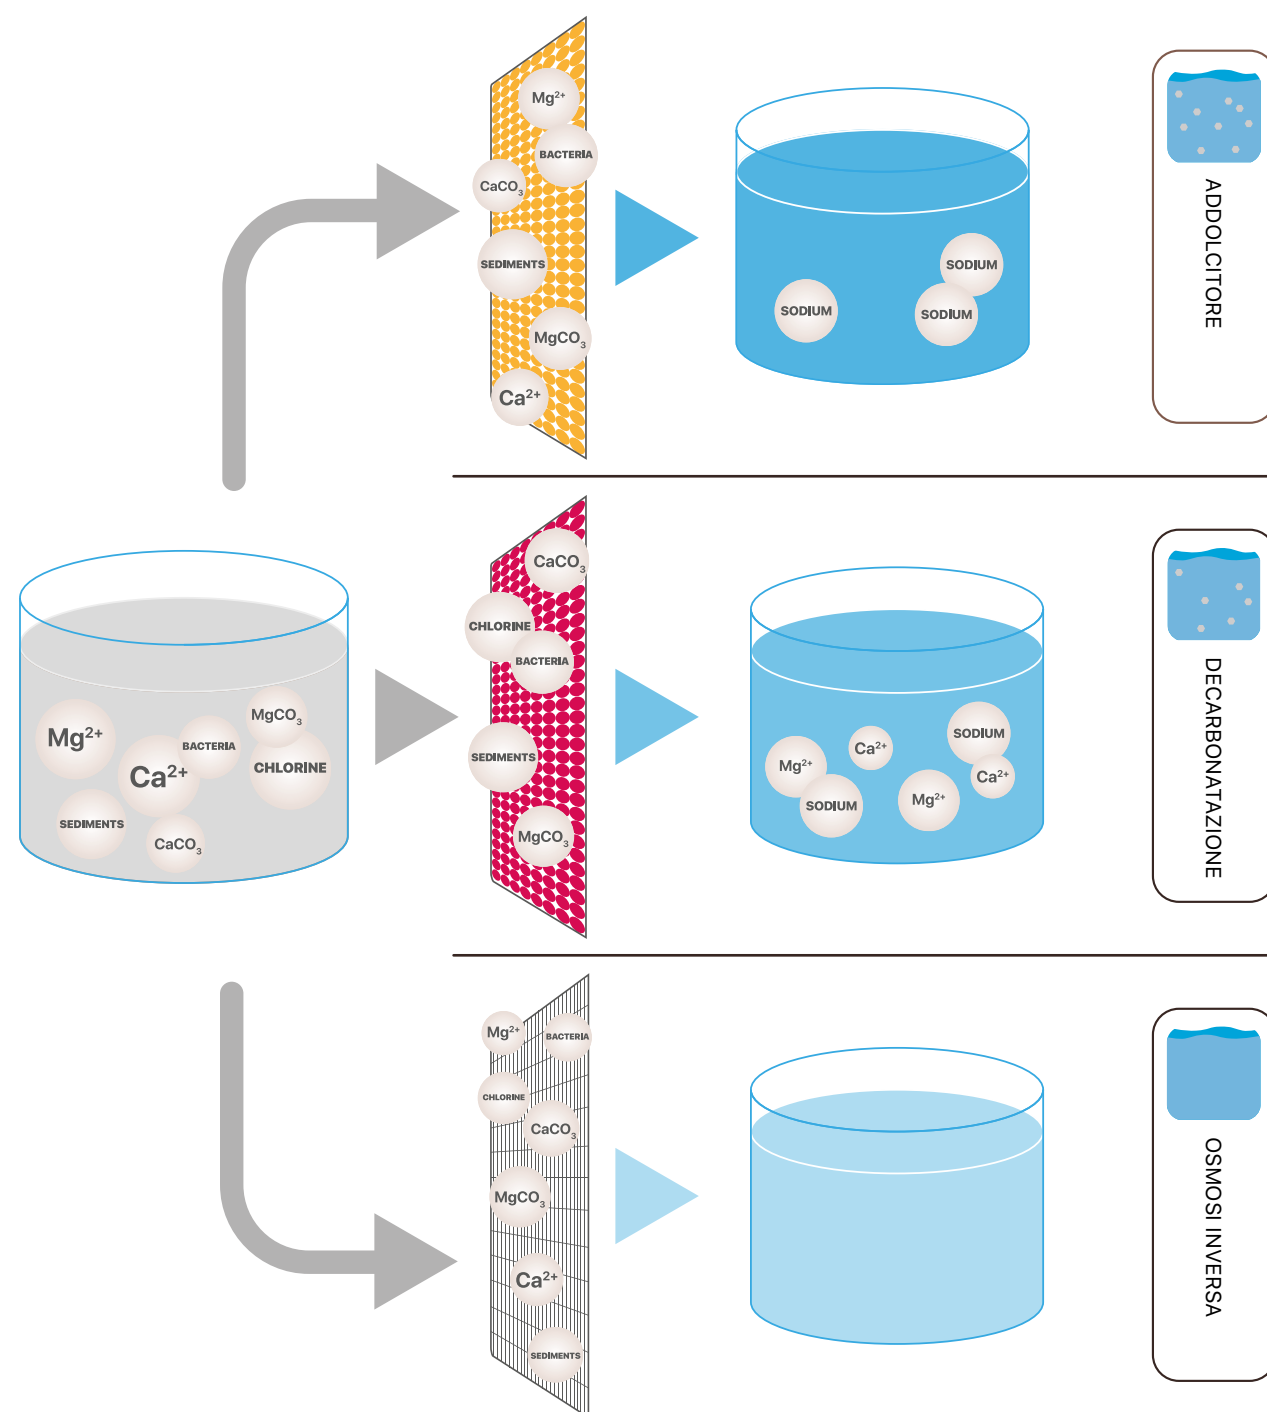 Mg²⁺
BACTERIA
CaCO₃
SEDIMENTS
MgCO₃
Ca²⁺
SODIUM
SODIUM
SODIUM
ADDOLCITORE
Mg²⁺
Ca²⁺
BACTERIA
MgCO₃
CHLORINE
SEDIMENTS
CaCO₃
CaCO₃
CHLORINE
BACTERIA
SEDIMENTS
MgCO₃
Mg²⁺
Ca²⁺
SODIUM
SODIUM
Mg²⁺
Ca²⁺
DECARBONATAZIONE
Mg²⁺
BACTERIA
CHLORINE
CaCO₃
MgCO₃
Ca²⁺
SEDIMENTS
OSMOSI INVERSA